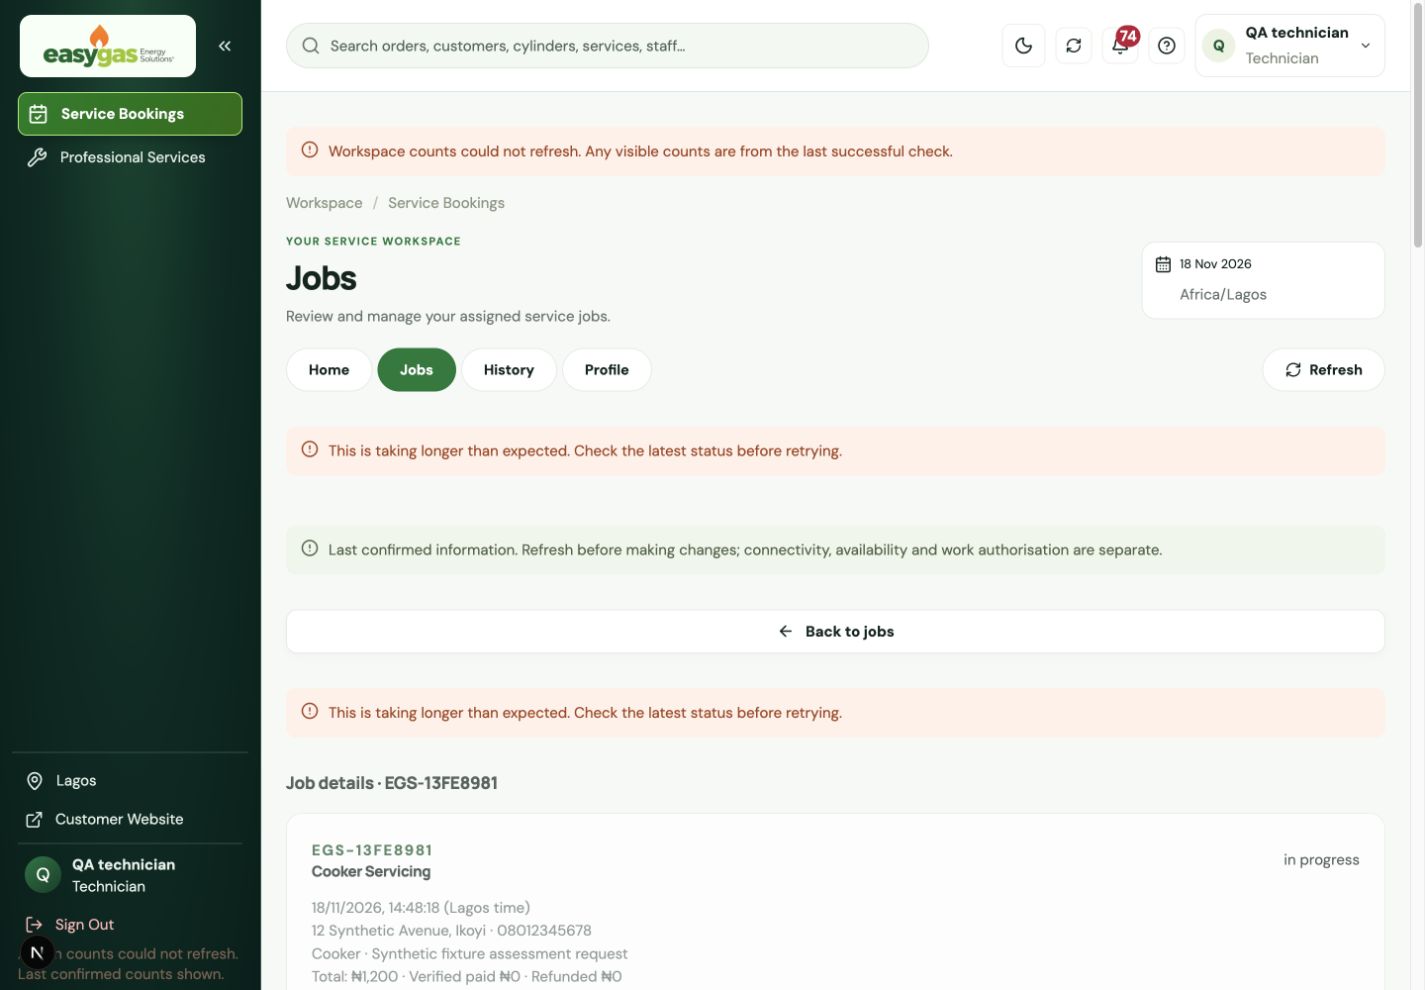 easygas Energy Solutions
Service Bookings
Professional Services
Lagos
Customer Website
Q
QA technician
Technician
Sign Out
N
counts could not refresh.
Last confirmed counts shown.
Search orders, customers, cylinders, services, staff...
74
Q
QA technician
Technician
Workspace counts could not refresh. Any visible counts are from the last successful check.
Workspace / Service Bookings
YOUR SERVICE WORKSPACE
Jobs
Review and manage your assigned service jobs.
18 Nov 2026
Africa/Lagos
Home
Jobs
History
Profile
Refresh
This is taking longer than expected. Check the latest status before retrying.
Last confirmed information. Refresh before making changes; connectivity, availability and work authorisation are separate.
Back to jobs
This is taking longer than expected. Check the latest status before retrying.
Job details · EGS-13FE8981
EGS-13FE8981
Cooker Servicing
in progress
18/11/2026, 14:48:18 (Lagos time)
12 Synthetic Avenue, Ikoyi · 08012345678
Cooker · Synthetic fixture assessment request
Total: ₦1,200 · Verified paid ₦0 · Refunded ₦0